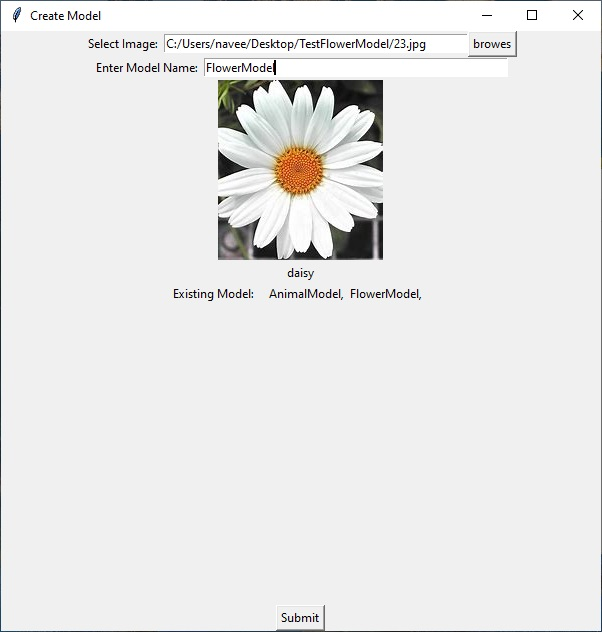 Create Model
Select Image: C:/Users/navee/Desktop/TestFlowerModel/23.jpg browes
Enter Model Name: FlowerModel
daisy
Existing Model: AnimalModel, FlowerModel,
Submit